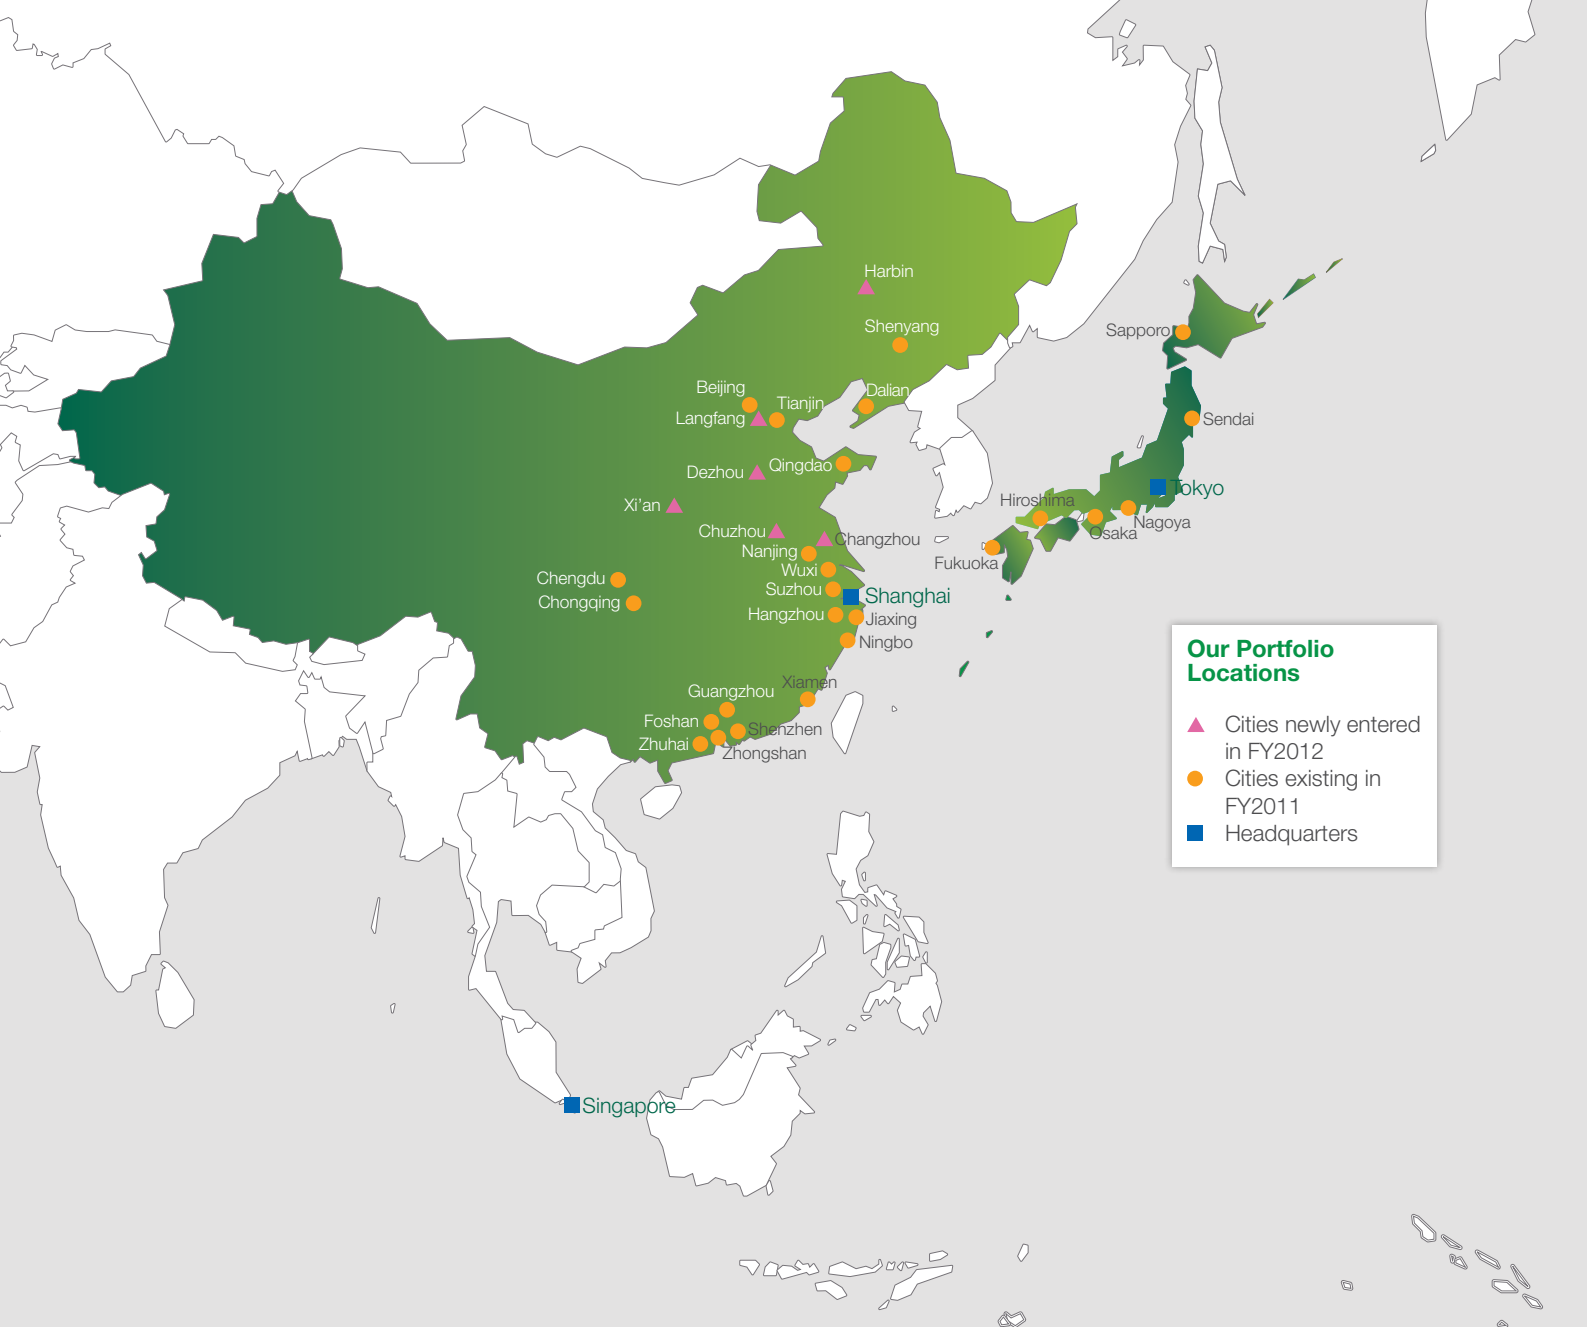 Harbin
Shenyang
Sapporo
Beijing
Dalian
Tianjin
Langfang
Sendai
Qingdao
Dezhou
Tokyo
Hiroshima
Xi'an
Nagoya
Chuzhou
Osaka
Changzhou
Nanjing
Fukuoka
Wuxi
Chengdu
Suzhou
Shanghai
Chongqing
Hangzhou
Jiaxing
Ningbo
Our Portfolio
Locations
Xiamen
Guangzhou
Foshan
Shenzhen
Zhuhai
Zhongshan
Cities newly entered
in FY2012
Cities existing in
FY2011
Headquarters
Singapore